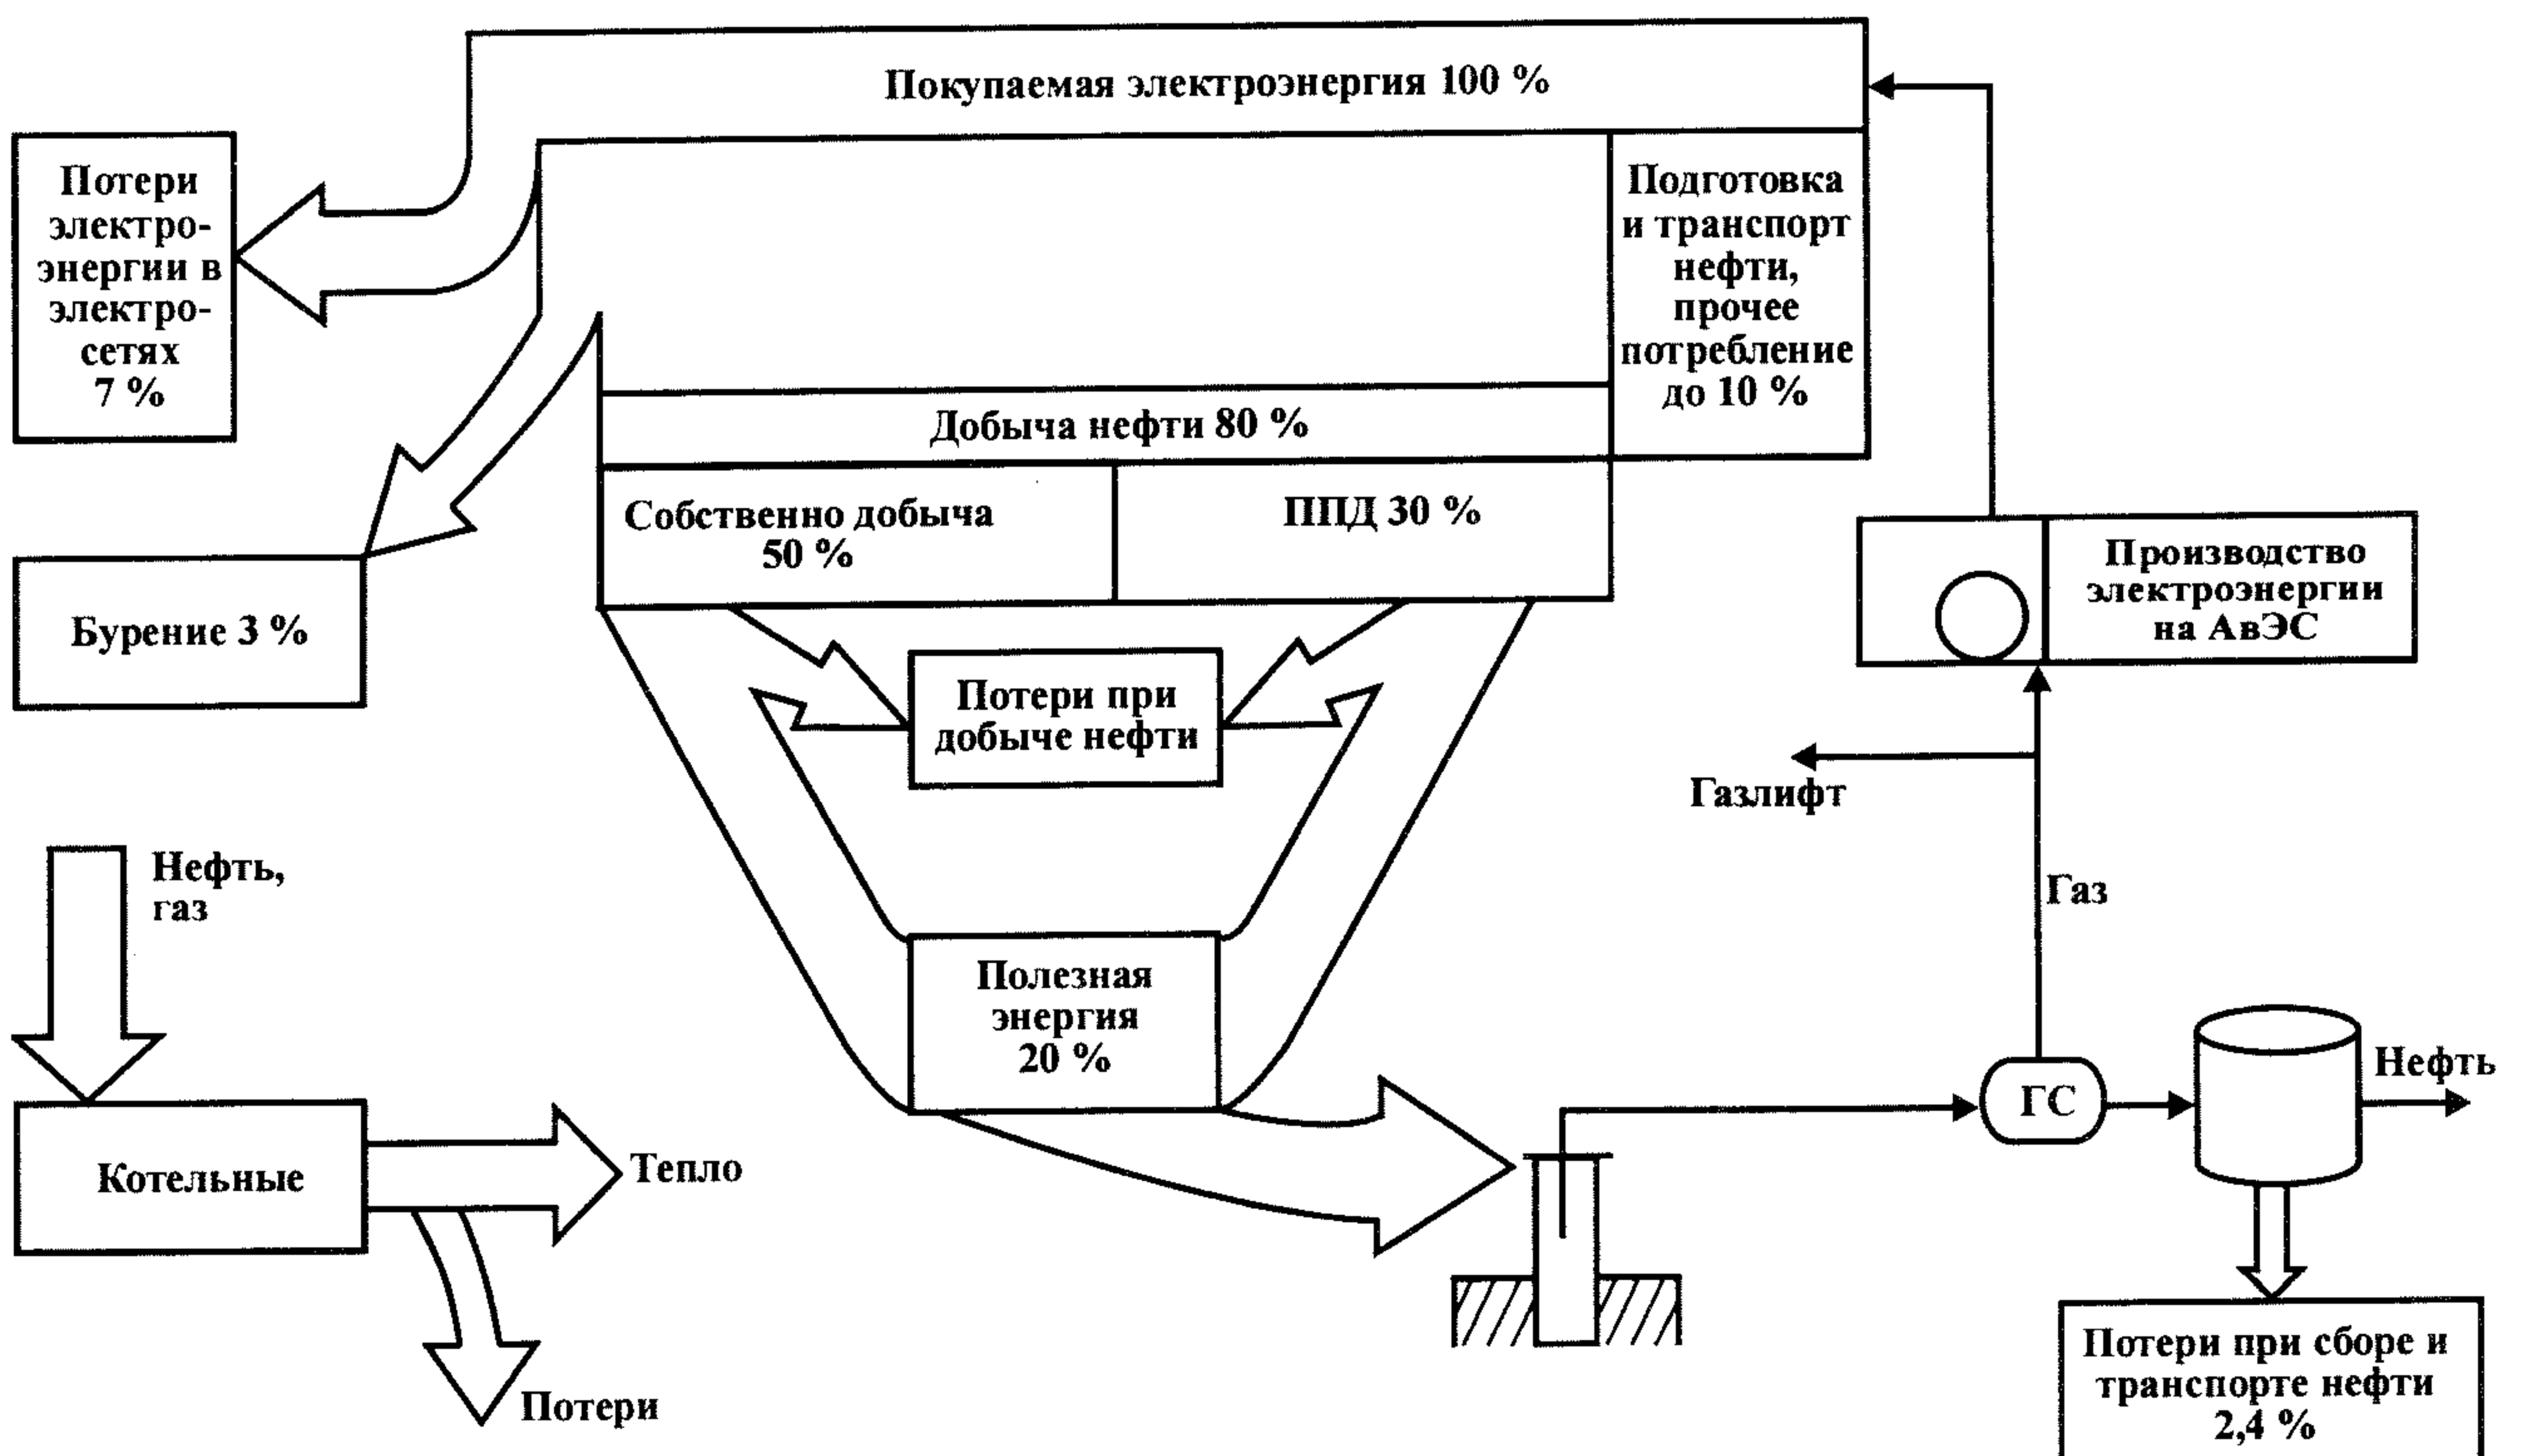 Покупаемая электроэнергия 100 %
Потери
электро-
энергии в
электро-
сетях
7 %
Подготовка
и транспорт
нефти,
прочее
потребление
до 10 %
Добыча нефти 80 %
Собственно добыча
50 %
ППД 30 %
Бурение 3 %
Производство
электроэнергии
на АвЭС
Потери при
добыче нефти
Газлифт
Нефть,
газ
Газ
Полезная
энергия
20 %
Котельные
Тепло
Потери
ГС
Нефть
Потери при сборе и
транспорте нефти
2,4 %